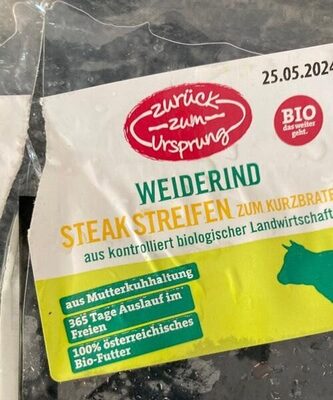 25.05.2024
zurück
zum
Ursprung
BIO
das weiter
geht.
WEIDERIND
STEAK STREIFEN ZUM KURZBRATE
aus kontrolliert biologischer Landwirtschaft
aus Mutterkuhhaltung
365 Tage Auslauf im
Freien
100% österreichisches
Bio-Futter